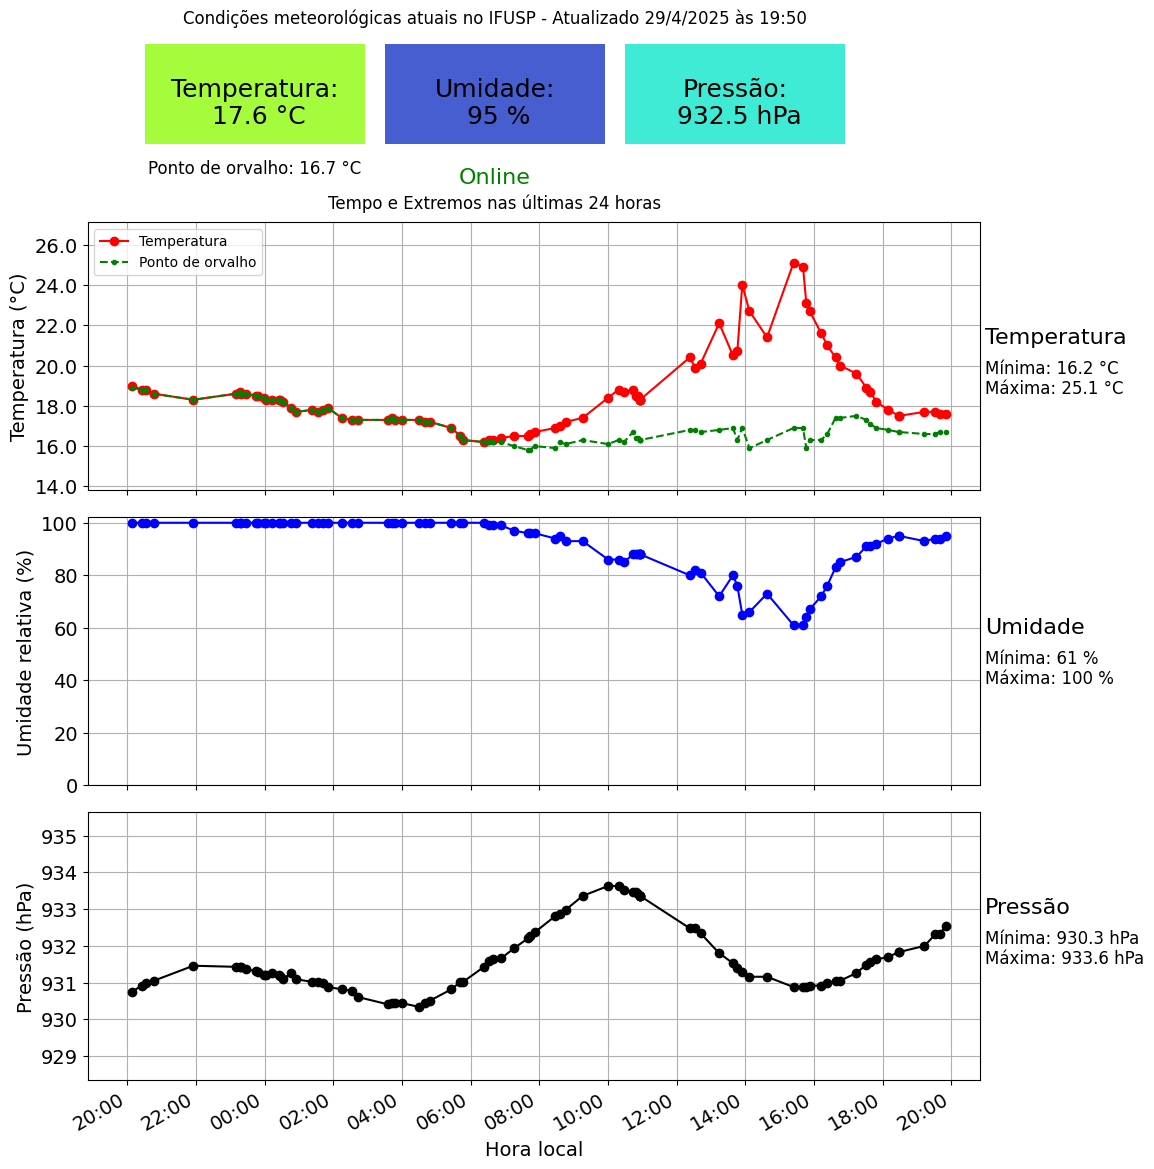 Condições meteorológicas atuais no IFUSP - Atualizado 29/4/2025 às 19:50
Temperatura:
17.6 °C
Umidade:
95 %
Pressão:
932.5 hPa
Ponto de orvalho: 16.7 °C
Online
Tempo e Extremos nas últimas 24 horas
Temperatura (°C)
26.0
24.0
22.0
20.0
18.0
16.0
14.0
Temperatura
Ponto de orvalho
Temperatura
Mínima: 16.2 °C
Máxima: 25.1 °C
Umidade relativa (%)
100
80
60
40
20
0
Umidade
Mínima: 61 %
Máxima: 100 %
Pressão (hPa)
935
934
933
932
931
930
929
Pressão
Mínima: 930.3 hPa
Máxima: 933.6 hPa
20:00 22:00 00:00 02:00 04:00 06:00 08:00 10:00 12:00 14:00 16:00 18:00 20:00
Hora local